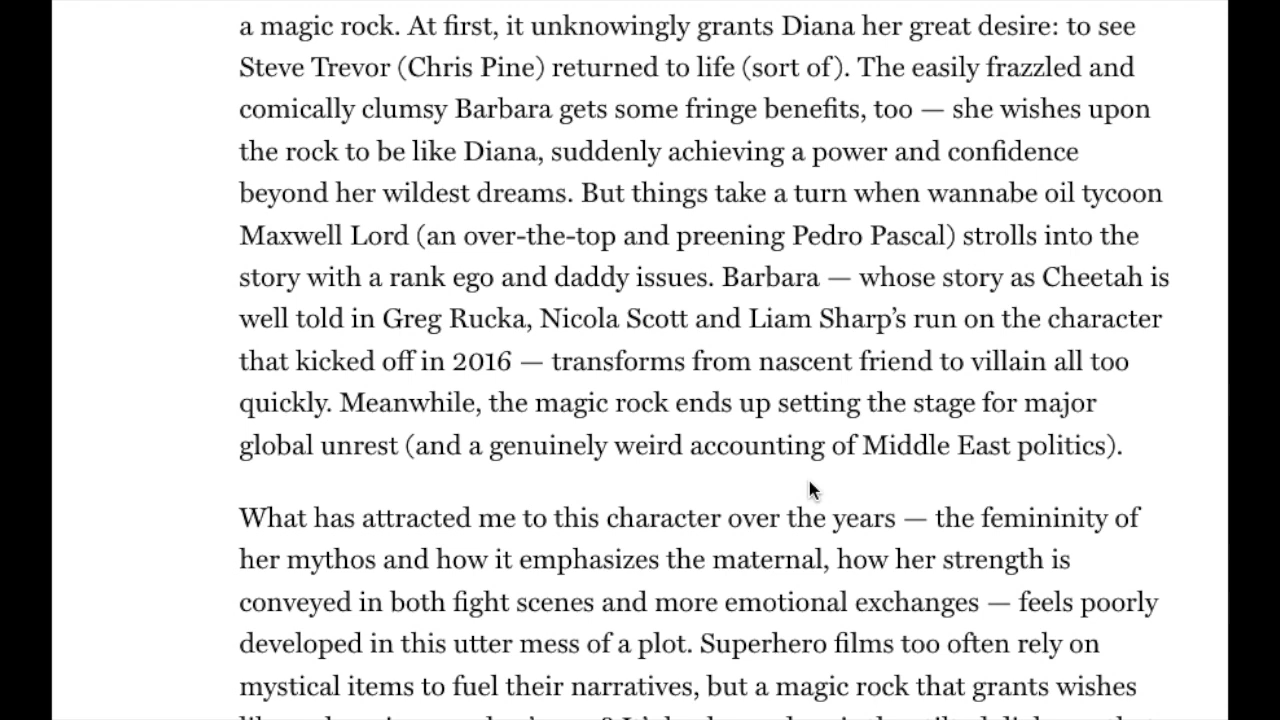 a magic rock. At first, it unknowingly grants Diana her great desire: to see
Steve Trevor (Chris Pine) returned to life (sort of). The easily frazzled and
comically clumsy Barbara gets some fringe benefits, too — she wishes upon
the rock to be like Diana, suddenly achieving a power and confidence
beyond her wildest dreams. But things take a turn when wannabe oil tycoon
Maxwell Lord (an over-the-top and preening Pedro Pascal) strolls into the
story with a rank ego and daddy issues. Barbara — whose story as Cheetah is
well told in Greg Rucka, Nicola Scott and Liam Sharp’s run on the character
that kicked off in 2016 — transforms from nascent friend to villain all too
quickly. Meanwhile, the magic rock ends up setting the stage for major
global unrest (and a genuinely weird accounting of Middle East politics).
What has attracted me to this character over the years — the femininity of
her mythos and how it emphasizes the maternal, how her strength is
conveyed in both fight scenes and more emotional exchanges — feels poorly
developed in this utter mess of a plot. Superhero films too often rely on
mystical items to fuel their narratives, but a magic rock that grants wishes